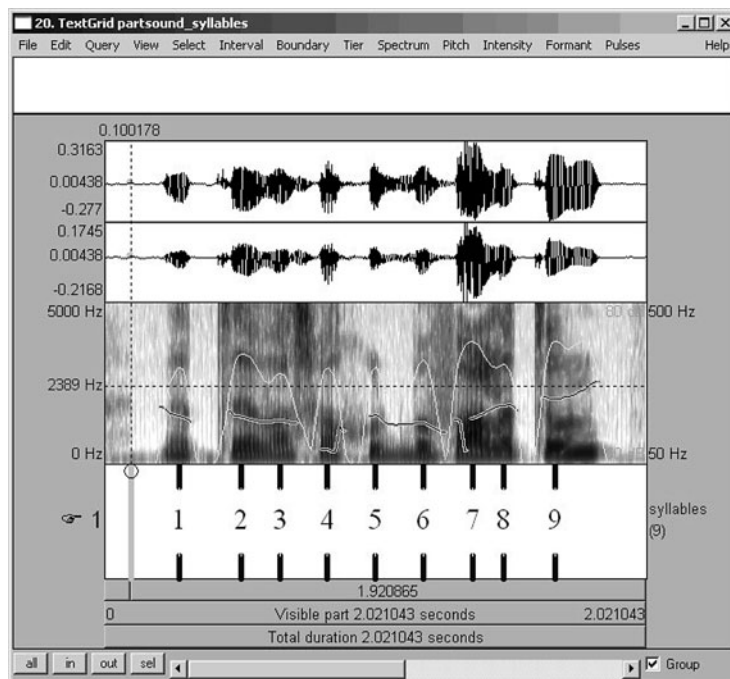 20. TextGrid partsound_syllables
File Edit Query View Select Interval Boundary Tier Spectrum Pitch Intensity Formant Pulses Help
0.100178
0.3163
0.00438
-0.277
0.1745
0.00438
-0.2168
5000 Hz 500 Hz
2389 Hz
0 Hz 50 Hz
☞ 1 1 2 3 4 5 6 7 8 9 syllables
(9)
1.920865
0 Visible part 2.021043 seconds 2.021043
Total duration 2.021043 seconds
all in out sel Group